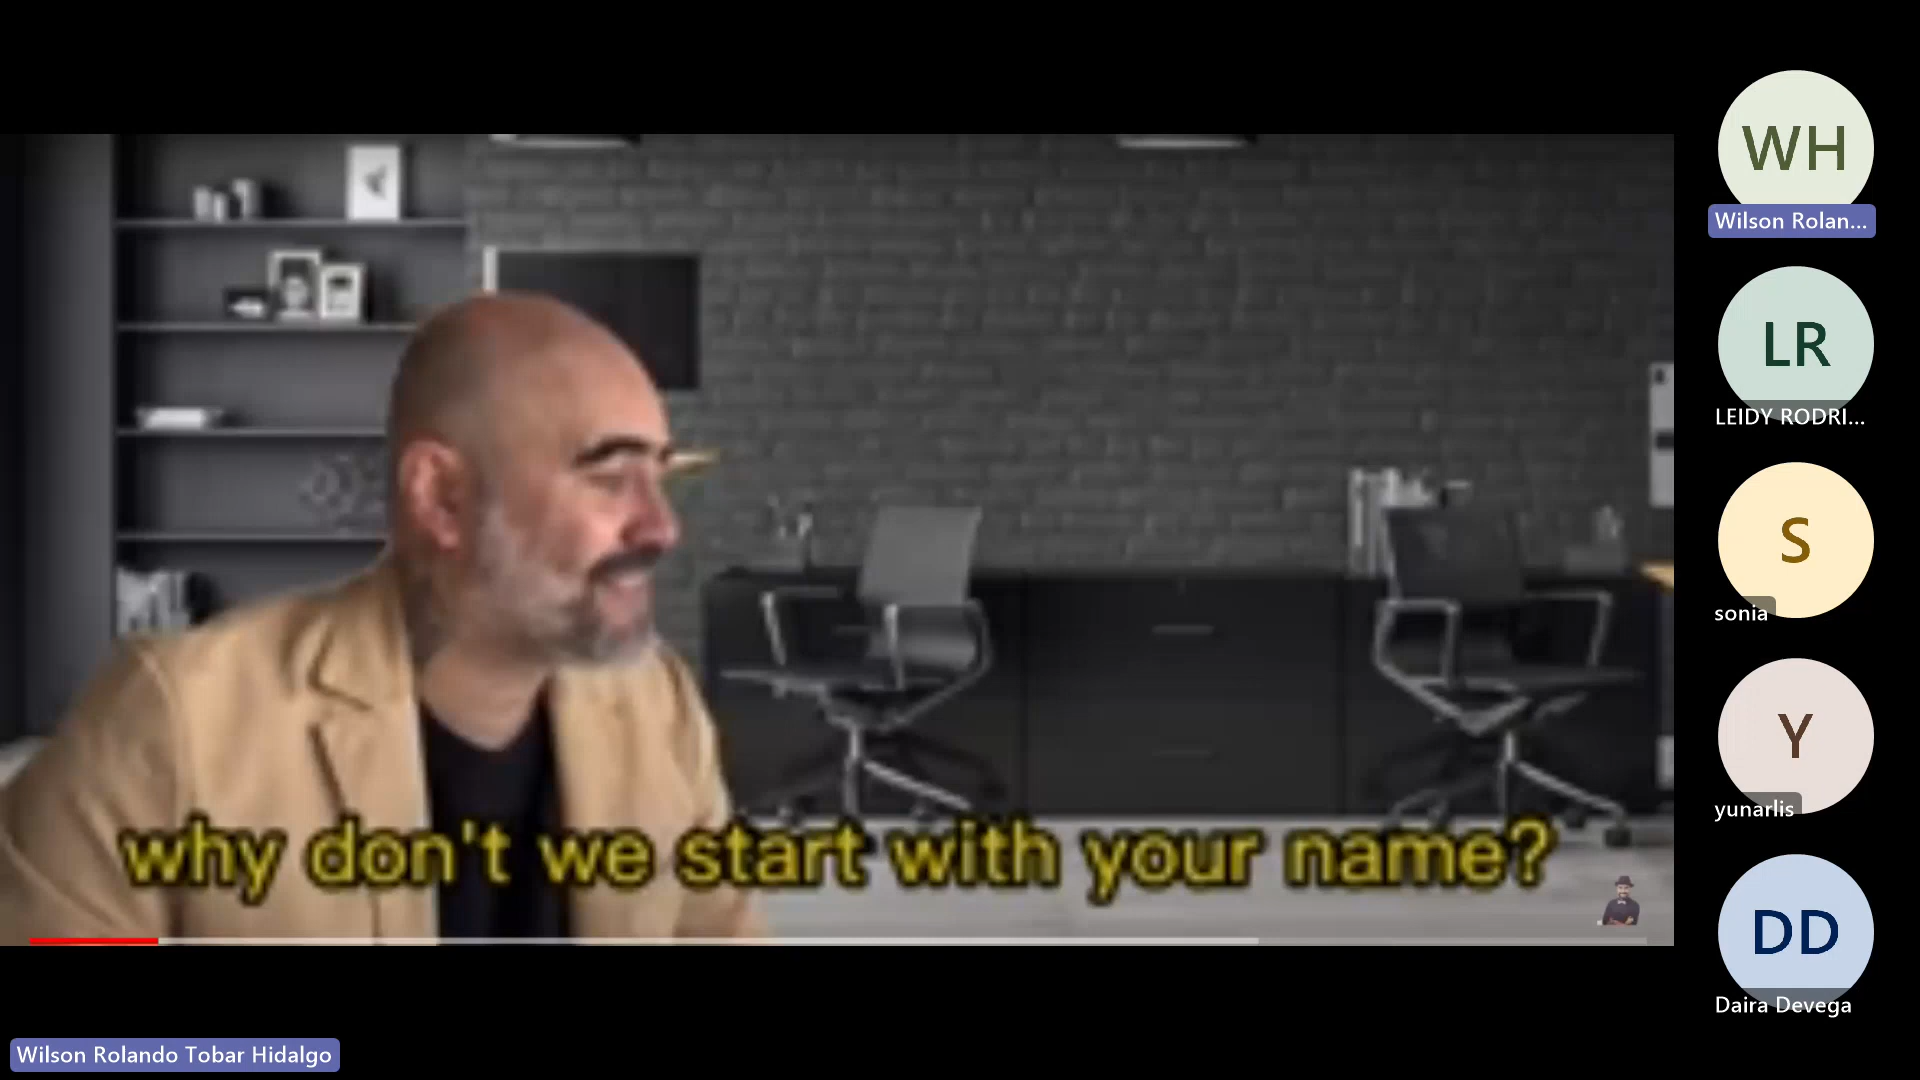 why don't we start with your name?
Wilson Rolando Tobar Hidalgo
WH
Wilson Rolan...
LR
LEIDY RODRI...
S
sonia
Y
yunarlis
DD
Daira Devega